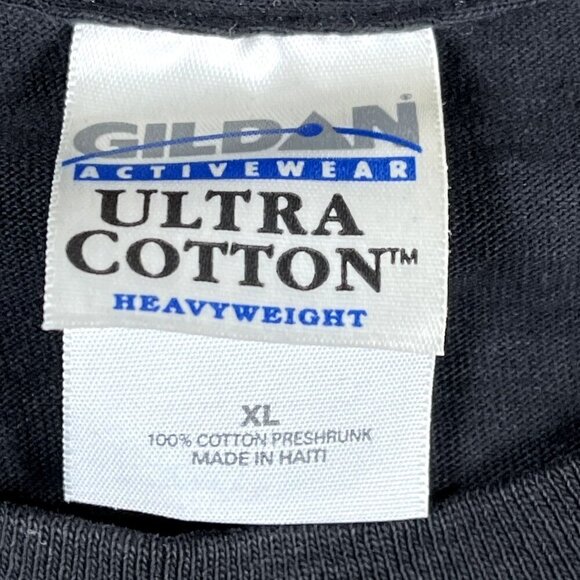 GILDAN®
ACTIVEWEAR
ULTRA
COTTON™
HEAVYWEIGHT
XL
100% COTTON PRESHRUNK
MADE IN HAITI